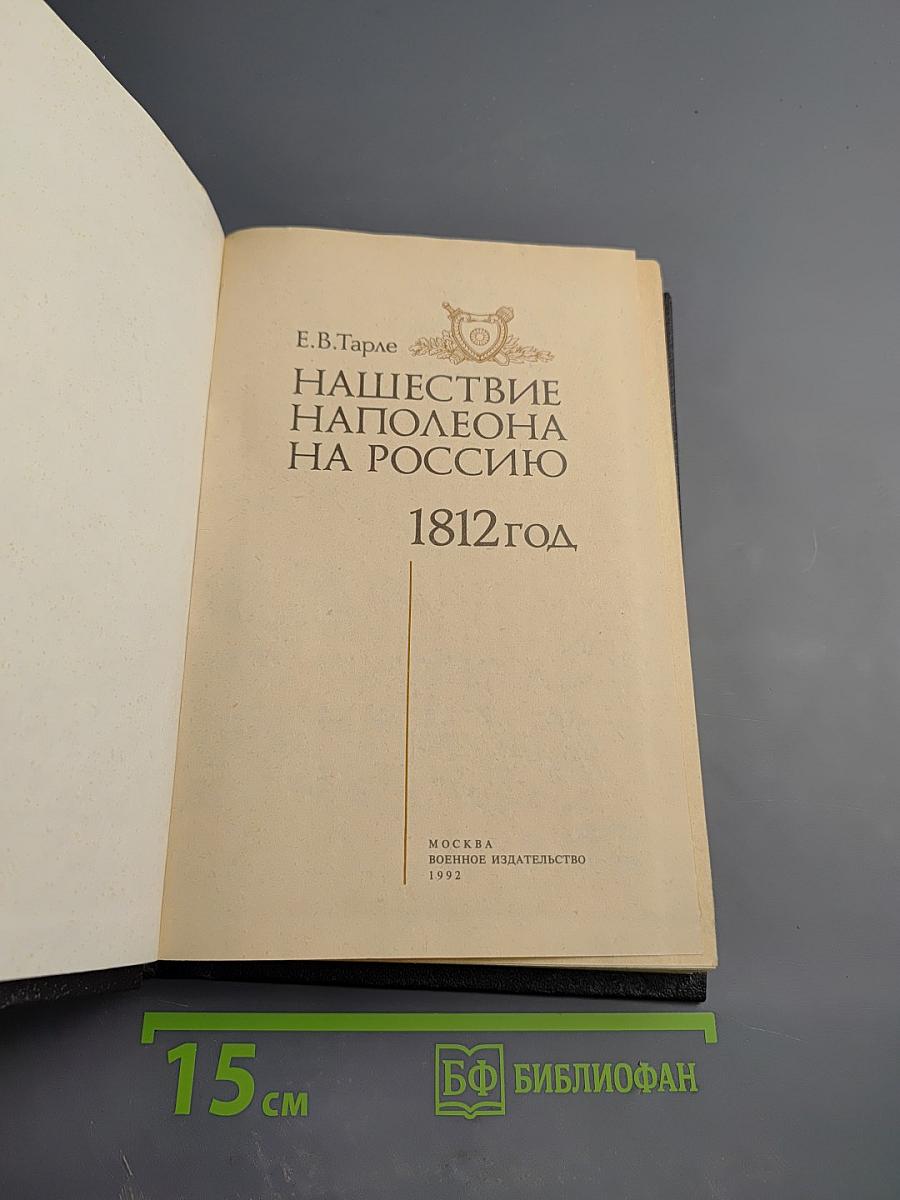 Е.В.Тарле
НАШЕСТВИЕ
НАПОЛЕОНА
НА РОССИЮ
1812 год
МОСКВА
ВОЕННОЕ ИЗДАТЕЛЬСТВО
1992
15 см
БФ БИБЛИОФАН